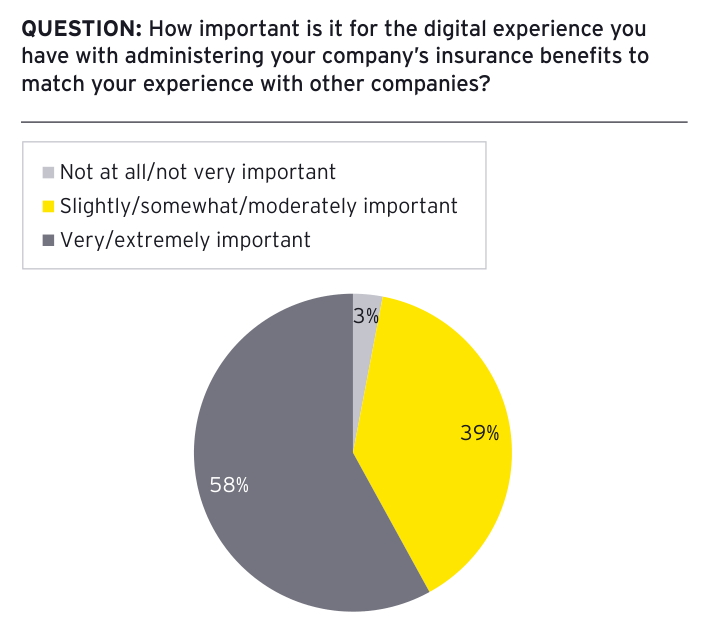 QUESTION: How important is it for the digital experience you
have with administering your company’s insurance benefits to
match your experience with other companies?
Not at all/not very important
Slightly/somewhat/moderately important
Very/extremely important
3%
39%
58%